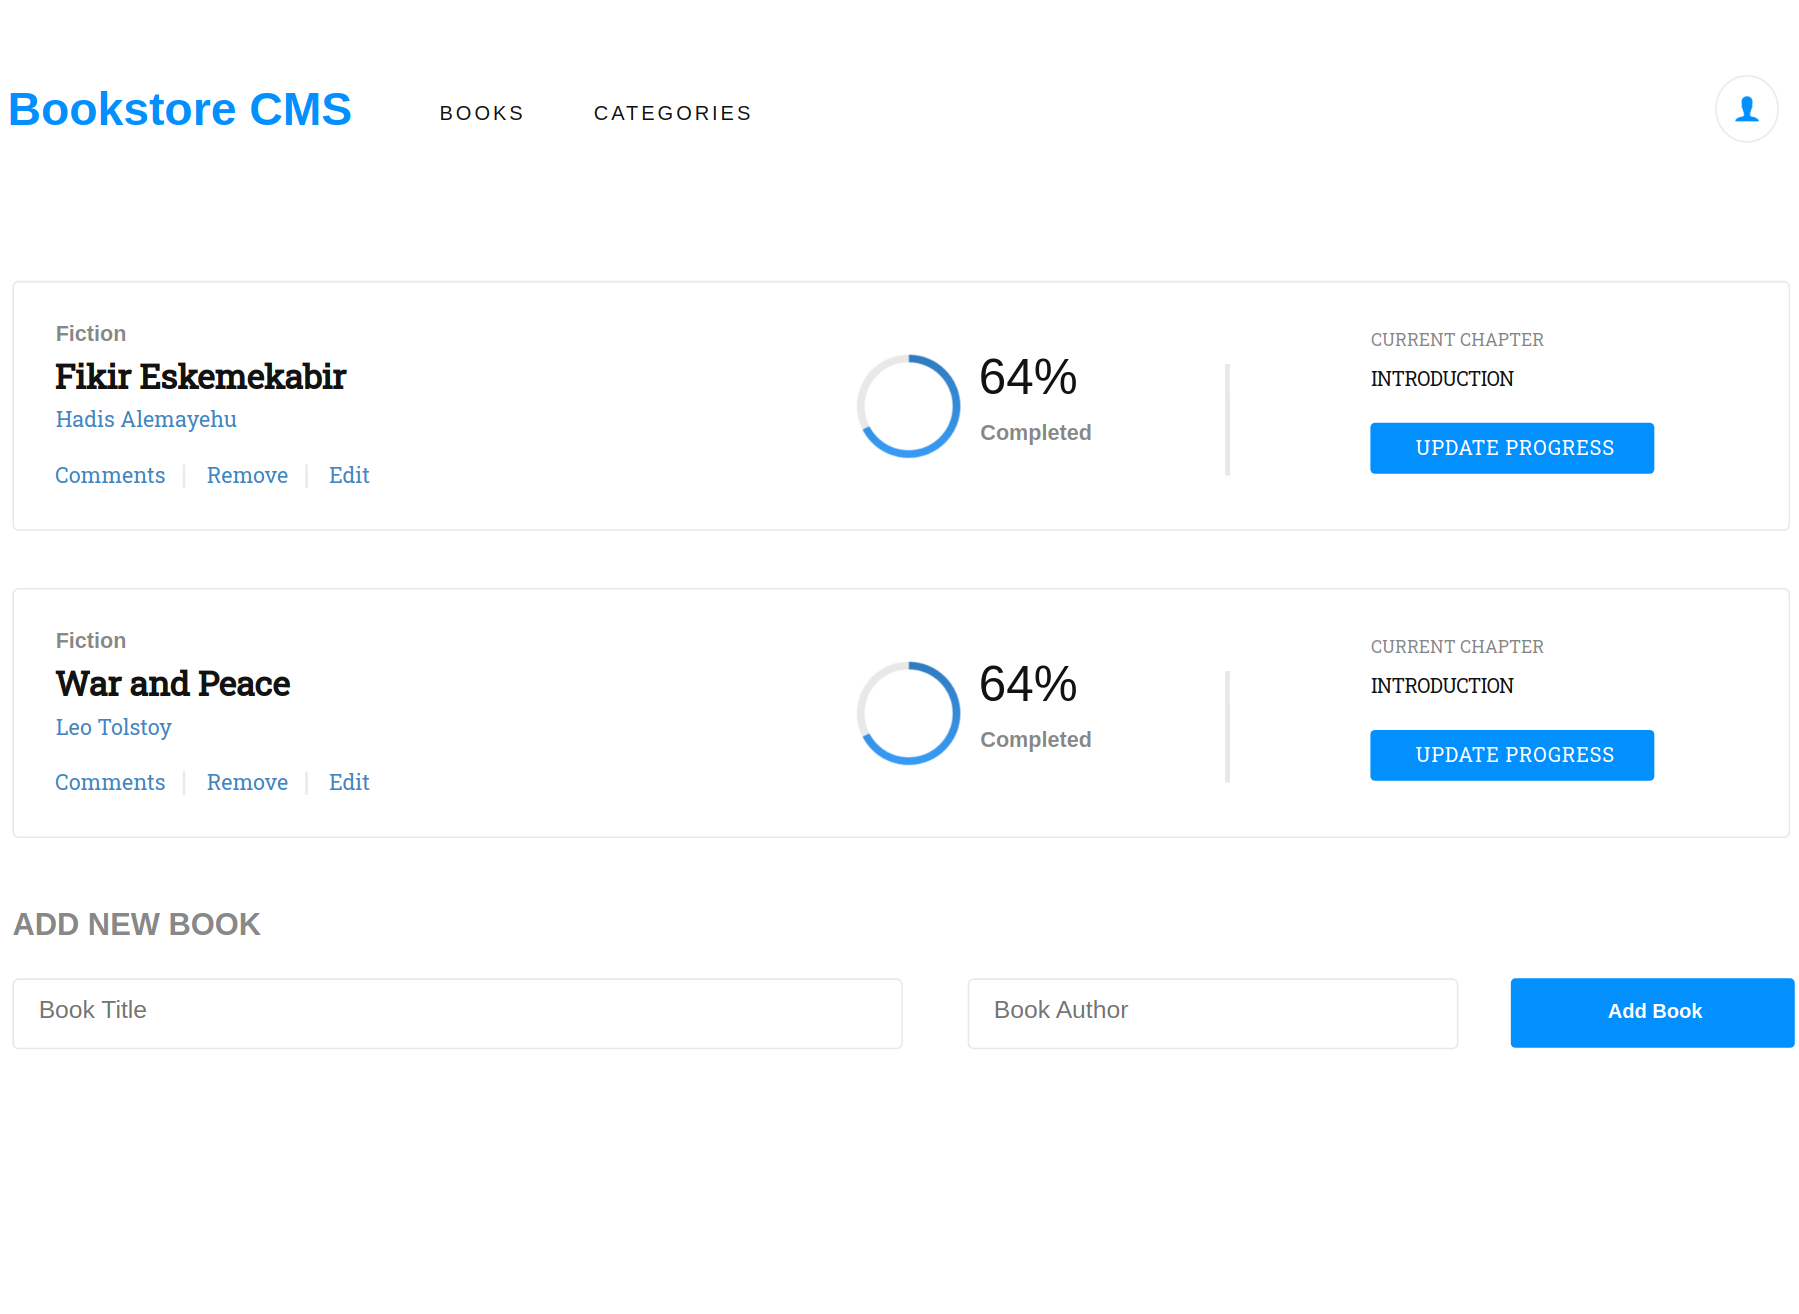 Bookstore CMS BOOKS CATEGORIES
Fiction
Fikir Eskemekabir
Hadis Alemayehu
Comments Remove Edit
64%
Completed
CURRENT CHAPTER
INTRODUCTION
UPDATE PROGRESS
Fiction
War and Peace
Leo Tolstoy
Comments Remove Edit
64%
Completed
CURRENT CHAPTER
INTRODUCTION
UPDATE PROGRESS
ADD NEW BOOK
Book Title Book Author Add Book